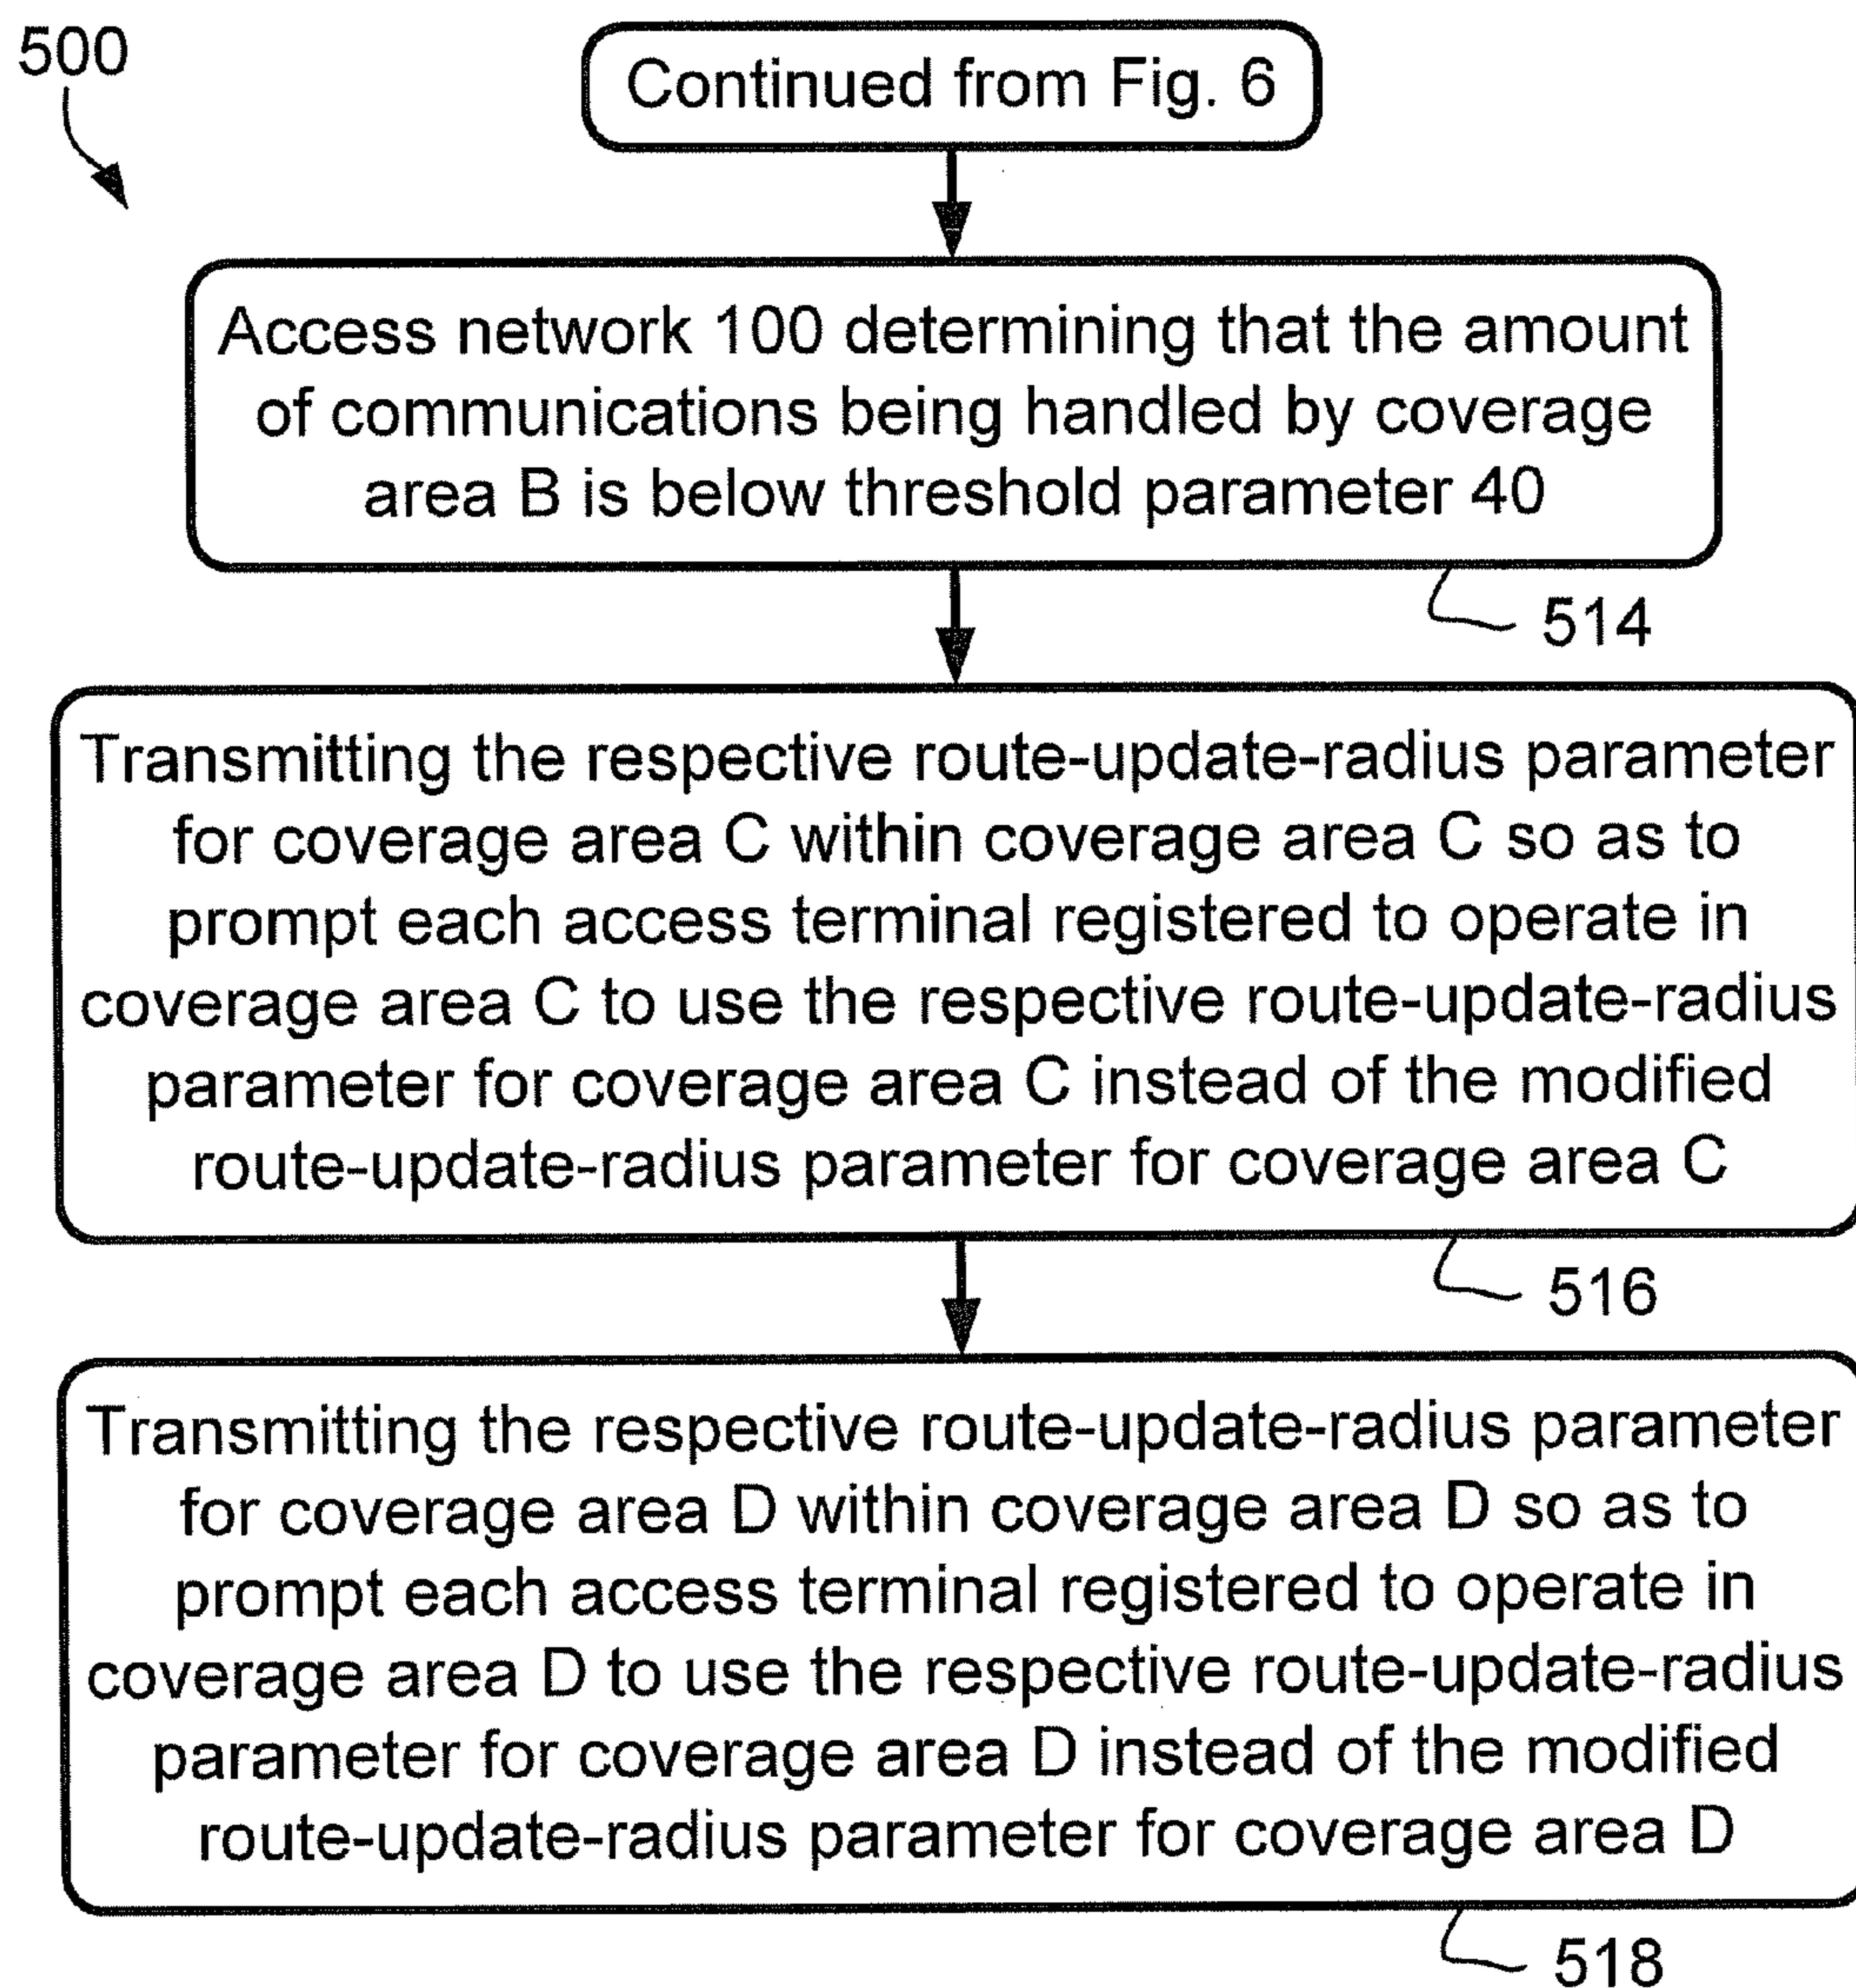 500
Continued from Fig. 6
Access network 100 determining that the amount
of communications being handled by coverage
area B is below threshold parameter 40
514
Transmitting the respective route-update-radius parameter
for coverage area C within coverage area C so as to
prompt each access terminal registered to operate in
coverage area C to use the respective route-update-radius
parameter for coverage area C instead of the modified
route-update-radius parameter for coverage area C
516
Transmitting the respective route-update-radius parameter
for coverage area D within coverage area D so as to
prompt each access terminal registered to operate in
coverage area D to use the respective route-update-radius
parameter for coverage area D instead of the modified
route-update-radius parameter for coverage area D
518